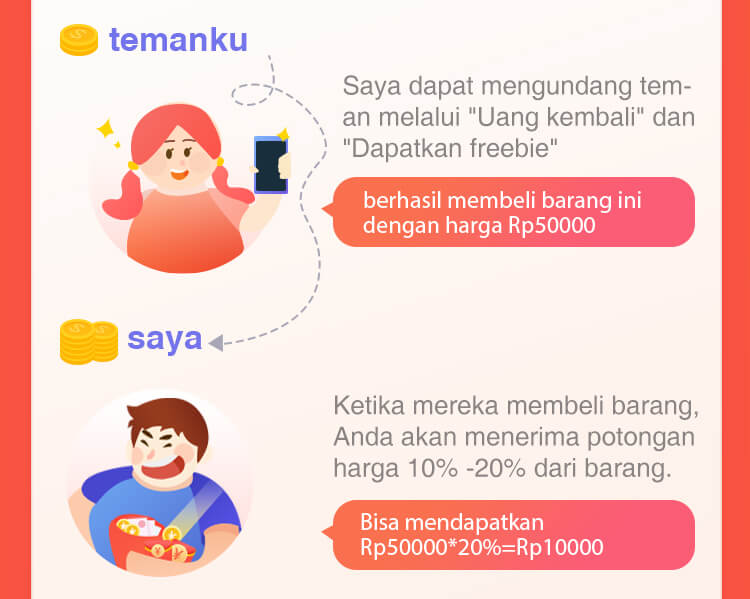 temanku
Saya dapat mengundang tem-
an melalui "Uang kembali" dan
"Dapatkan freebie"
berhasil membeli barang ini
dengan harga Rp50000
saya
Ketika mereka membeli barang,
Anda akan menerima potongan
harga 10% -20% dari barang.
Bisa mendapatkan
Rp50000*20%=Rp10000